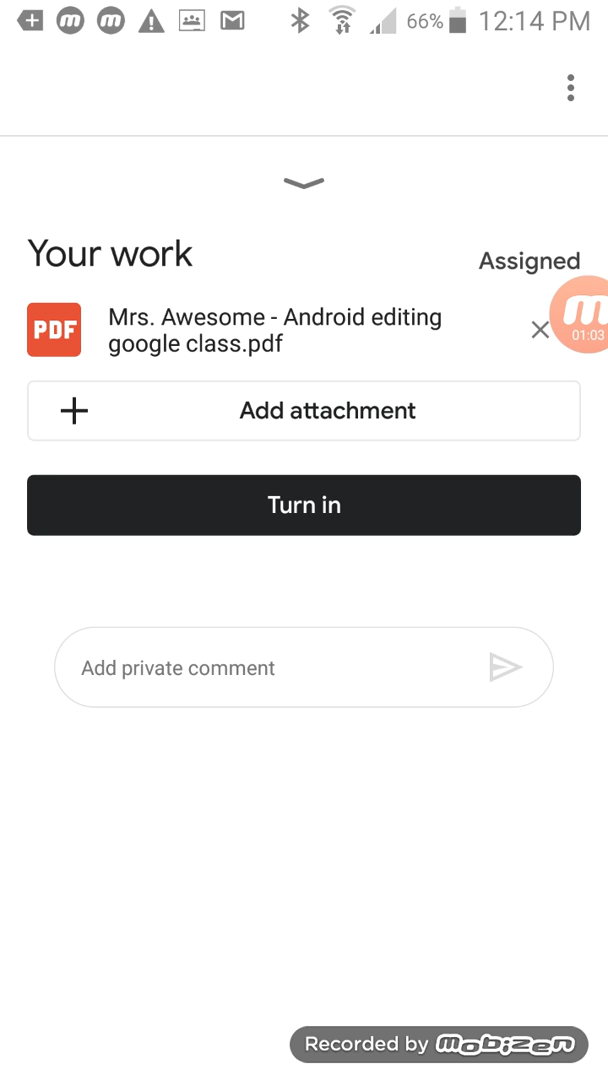 66% 12:14 PM
Your work
Assigned
PDF
Mrs. Awesome - Android editing
google class.pdf
01:03
Add attachment
Turn in
Add private comment
Recorded by mobizen